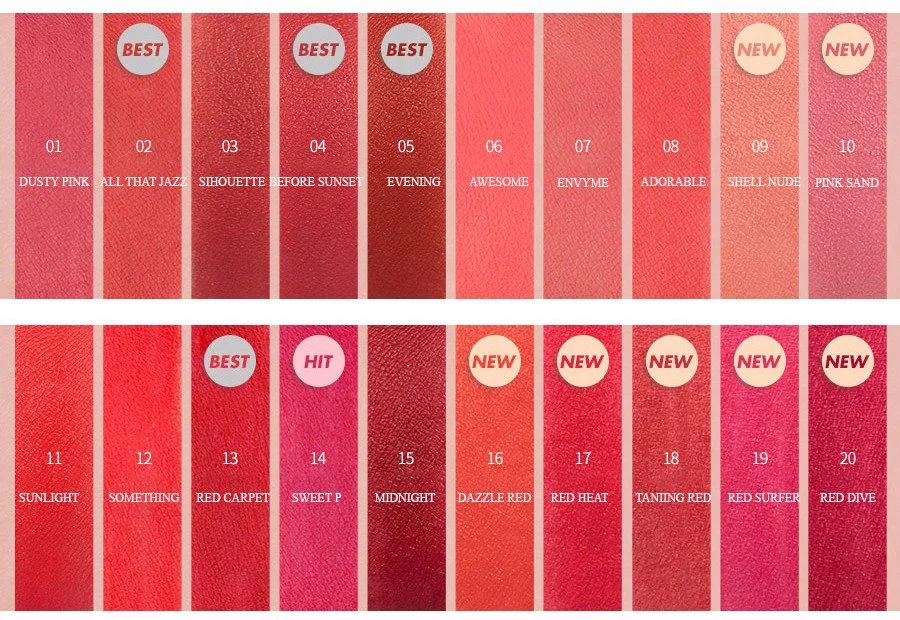 BEST BEST BEST NEW NEW
01 02 03 04 05 06 07 08 09 10
DUSTY PINK ALL THAT JAZZ SIHOUETTE BEFORE SUNSET EVENING AWESOME ENVYME ADORABLE SHELL NUDE PINK SAND
BEST HIT NEW NEW NEW NEW NEW
11 12 13 14 15 16 17 18 19 20
SUNLIGHT SOMETHING RED CARPET SWEET P MIDNIGHT DAZZLE RED RED HEAT TANIING RED RED SURFER RED DIVE